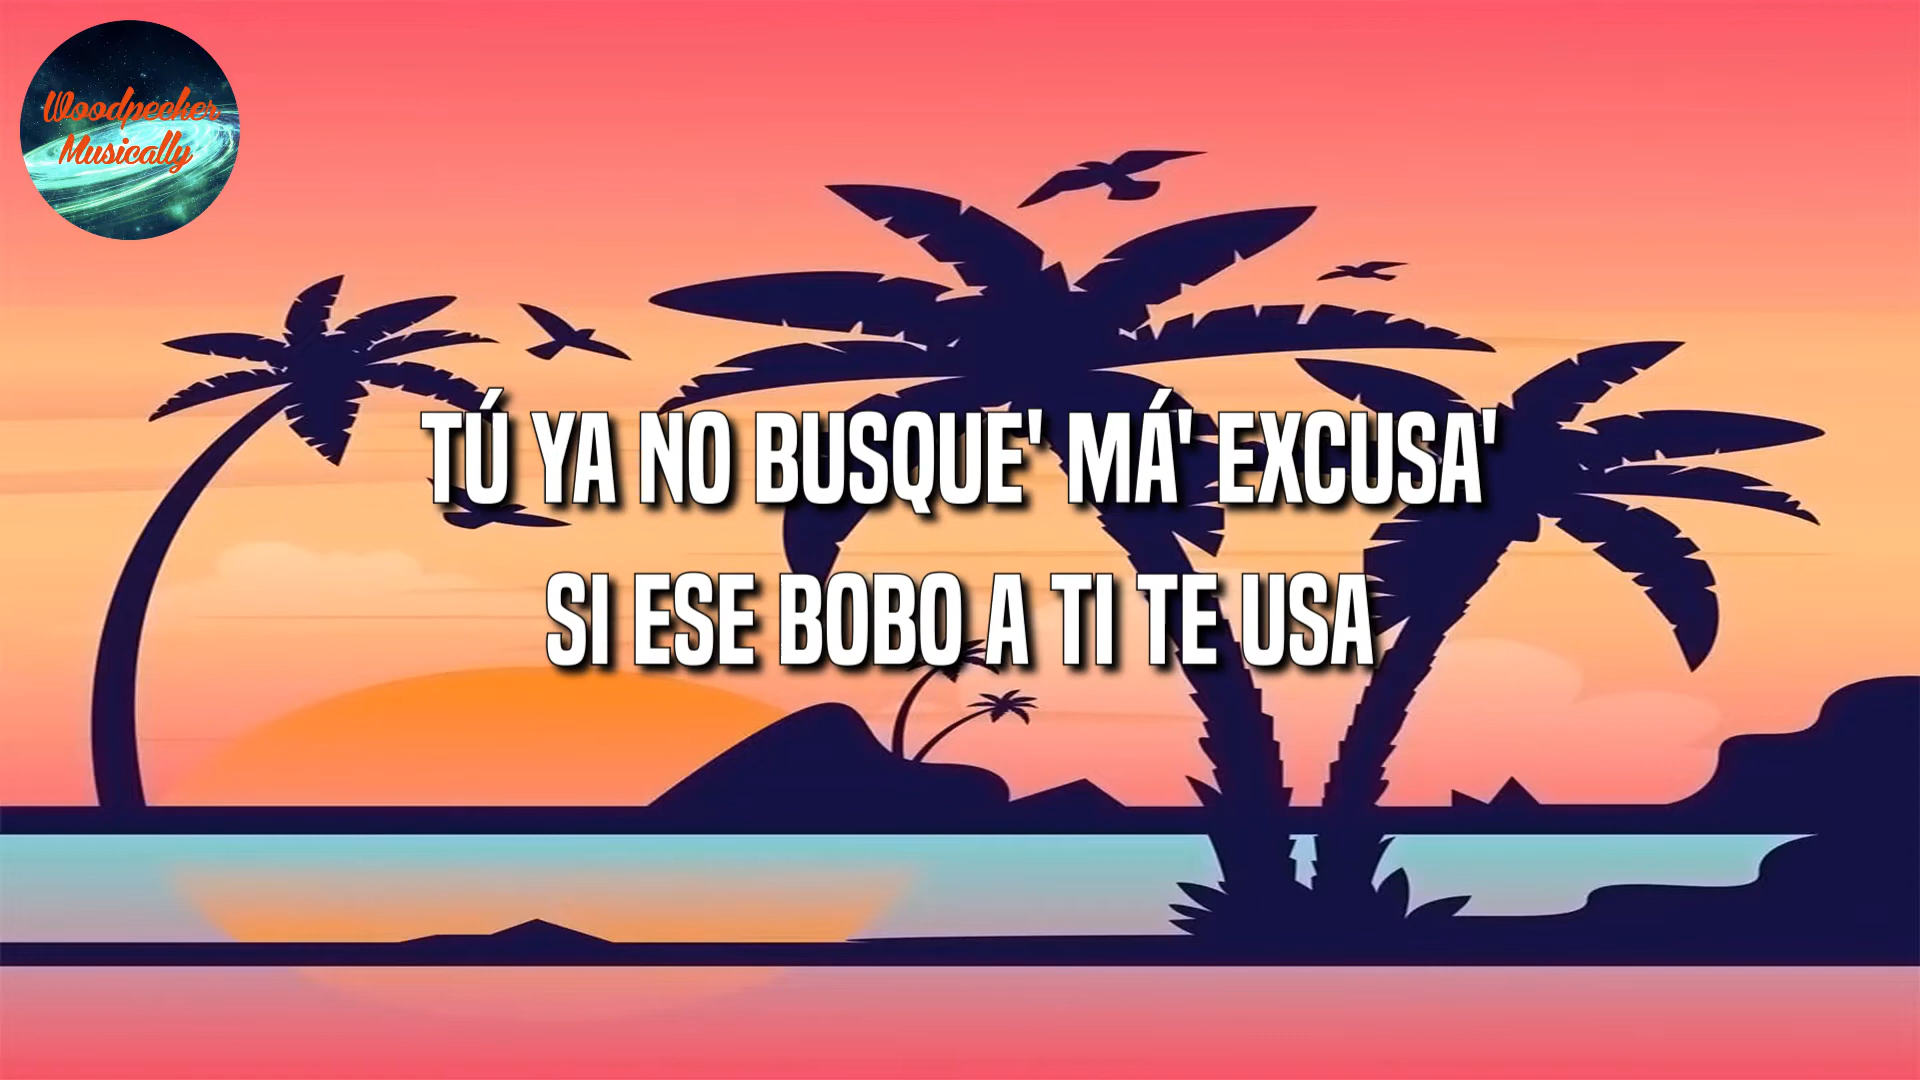 Woodpecker
Musically
TÚ YA NO BUSQUE' MÁ' EXCUSA'
SI ESE BOBO A TI TE USA